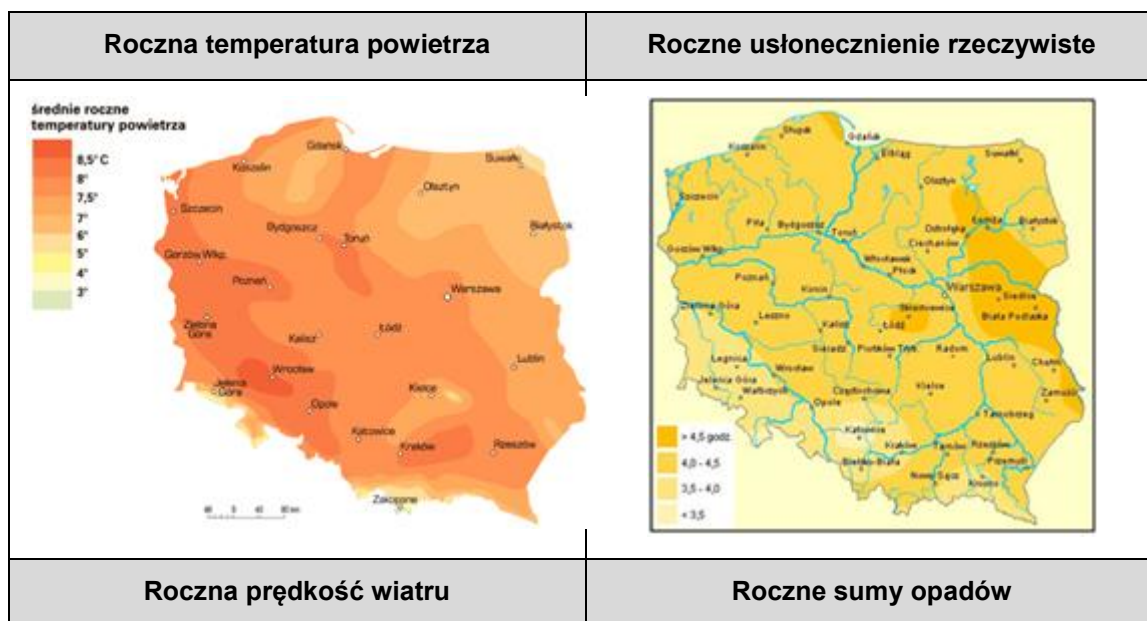 Roczna temperatura powietrza
Roczne usłonecznienie rzeczywiste
średnie roczne
temperatury powietrza
8,5° C
8°
7,5°
7°
6°
5°
4°
3°
Gdańsk
Koszalin
Suwałki
Olsztyn
Szczecin
Białystok
Bydgoszcz
Toruń
Gorzów Wlkp.
Poznań
Warszawa
Zielona
Góra
Kalisz
Łódź
Wrocław
Lublin
Jelenia
Góra
Kielce
Opole
Katowice
Kraków
Rzeszów
Zakopane
Słupsk
Gdańsk
Koszalin
Elbląg
Suwałki
Olsztyn
Szczecin
Piła
Bydgoszcz
Toruń
Ostrołęka
Łomża
Białystok
Ciechanów
Gorzów Wlkp.
Włocławek
Płock
Poznań
Konin
Warszawa
Siedlce
Zielona Góra
Leszno
Skierniewice
Biała Podlaska
Kalisz
Łódź
Sieradz
Piotrków Tryb.
Radom
Lublin
Chełm
Legnica
Wrocław
Jelenia Góra
Wałbrzych
Częstochowa
Kielce
Zamość
Opole
Tarnobrzeg
Katowice
Kraków
Tarnów
Rzeszów
Bielsko-Biała
Przemyśl
Nowy Sącz
Krosno
> 4,5 godz.
4,0 - 4,5
3,5 - 4,0
< 3,5
Roczna prędkość wiatru
Roczne sumy opadów